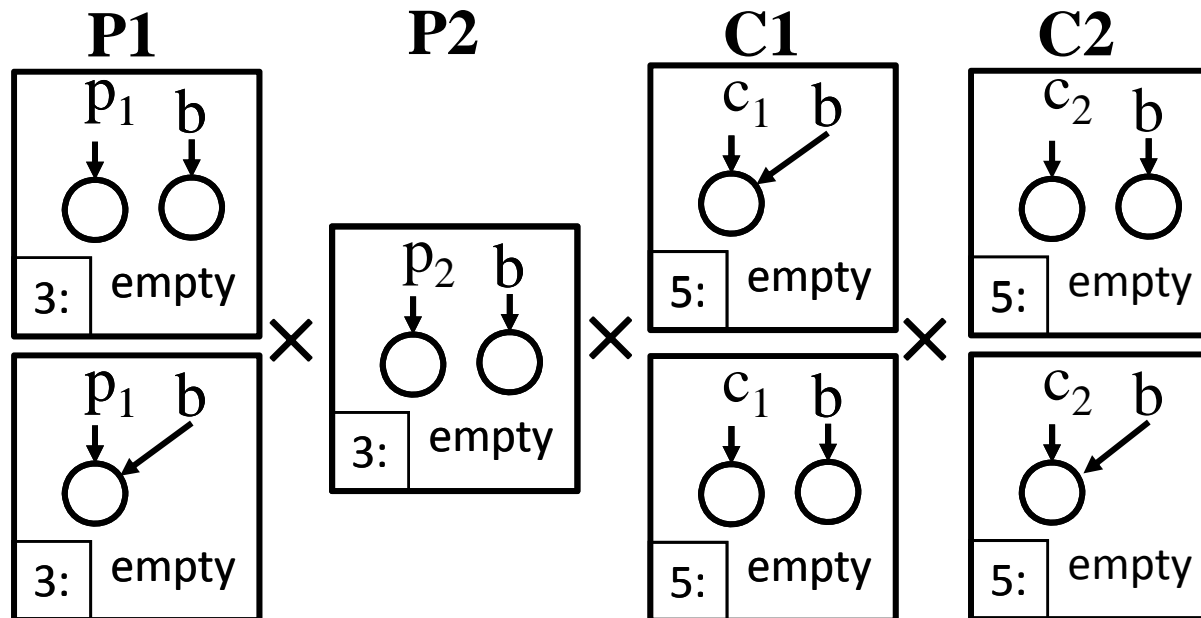 P1 P2 C1 C2
p₁ b
3: empty
p₁ b
3: empty
×
p₂ b
3: empty
×
c₁ b
5: empty
c₁ b
5: empty
×
c₂ b
5: empty
c₂ b
5: empty